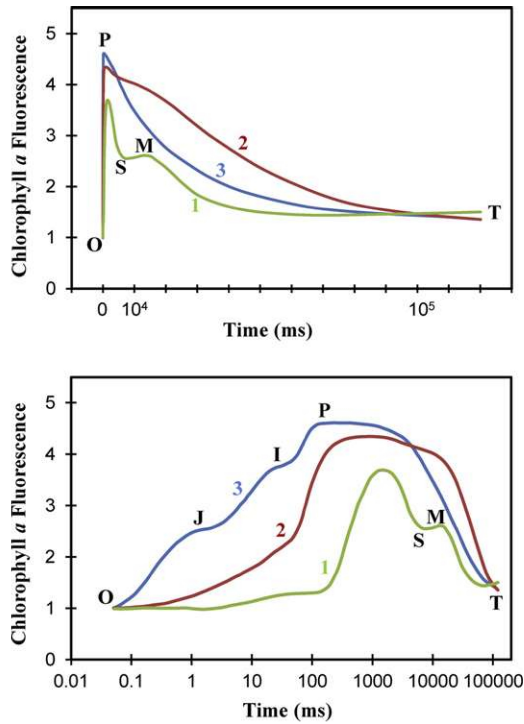 5
P
4
3
2
M
3
S
2
1
T
1
O
0
0 10⁴ 10⁵
Time (ms)
Chlorophyll a Fluorescence
5
P
I
4
3
J
3
2
M
S
2
1
O
1
T
0
0.01 0.1 1 10 100 1000 10000 100000
Time (ms)
Chlorophyll a Fluorescence